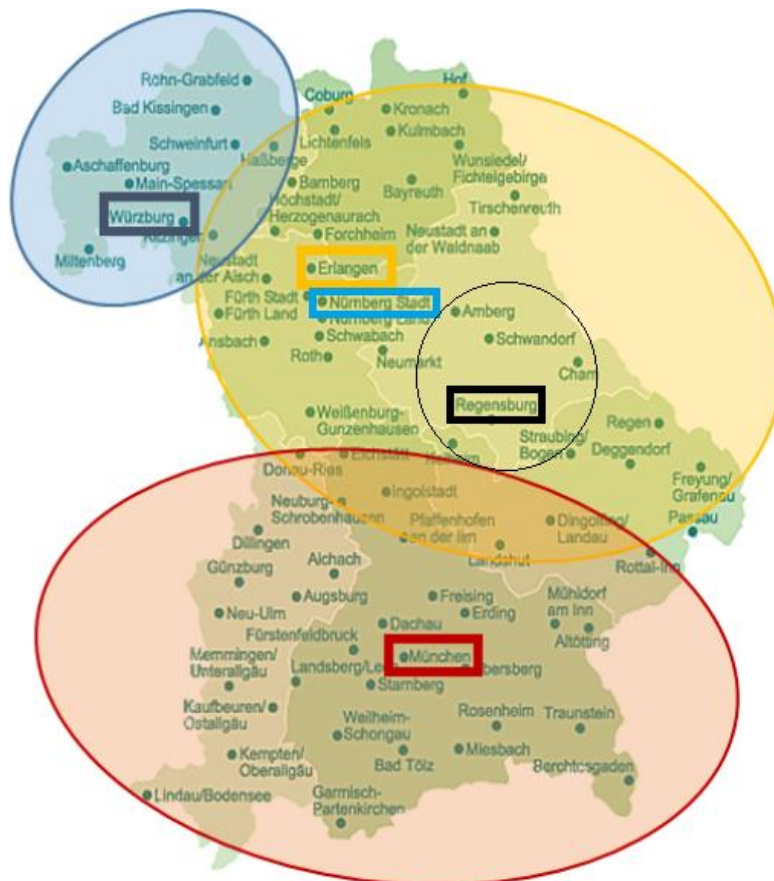 Rhön-Grabfeld
Hof
Coburg
Kronach
Bad Kissingen
Kulmbach
Lichtenfels
Schweinfurt
Haßberge
Wunsiedel/
Fichtelgebirge
Aschaffenburg
Main-Spessart
Bamberg
Bayreuth
Tirschenreuth
Höchstadt/
Herzogenaurach
Würzburg
Kitzingen
Forchheim
Neustadt an
der Waldnaab
Miltenberg
Neustadt
an der Aisch
Erlangen
Fürth Stadt
Nürnberg Stadt
Amberg
Fürth Land
Nürnberg Land
Schwabach
Schwandorf
Ansbach
Roth
Neumarkt
Cham
Regensburg
Weißenburg-
Gunzenhausen
Regen
Straubing/
Bogen
Deggendorf
Kelheim
Eichstätt
Donau-Ries
Freyung/
Grafenau
Ingolstadt
Neuburg-
Schrobenhausen
Pfaffenhofen
an der Ilm
Dingolfing/
Landau
Passau
Dillingen
Landshut
Rottal-Inn
Aichach
Günzburg
Mühldorf
am Inn
Augsburg
Freising
Neu-Ulm
Erding
Dachau
Altötting
Fürstenfeldbruck
Memmingen/
Unterallgäu
München
Landsberg/Lech
Ebersberg
Starnberg
Kaufbeuren/
Ostallgäu
Weilheim-
Schongau
Rosenheim
Traunstein
Kempten/
Oberallgäu
Bad Tölz
Miesbach
Berchtesgaden
Lindau/Bodensee
Garmisch-
Partenkirchen